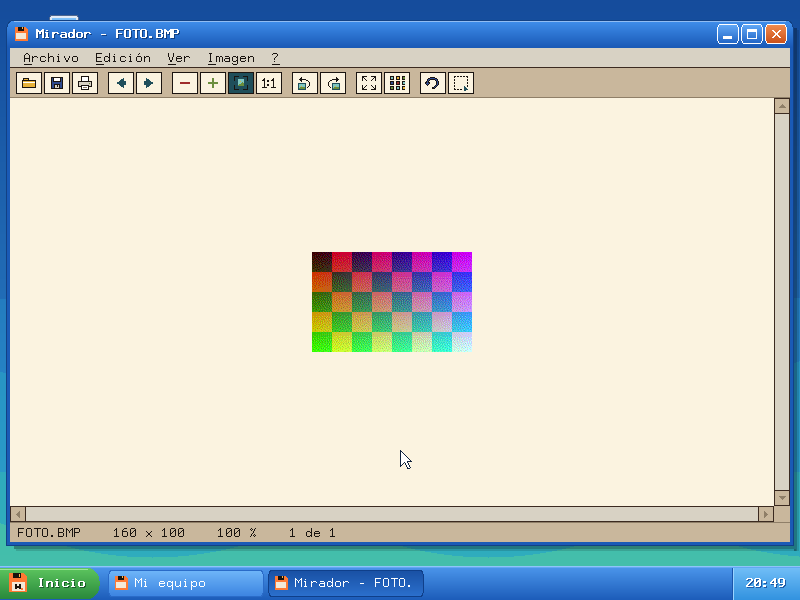 Mirador - FOTO.BMP
Archivo Edición Ver Imagen ?
1:1
FOTO.BMP 160 x 100 100 % 1 de 1
Inicio Mi equipo Mirador - FOTO. 20:49